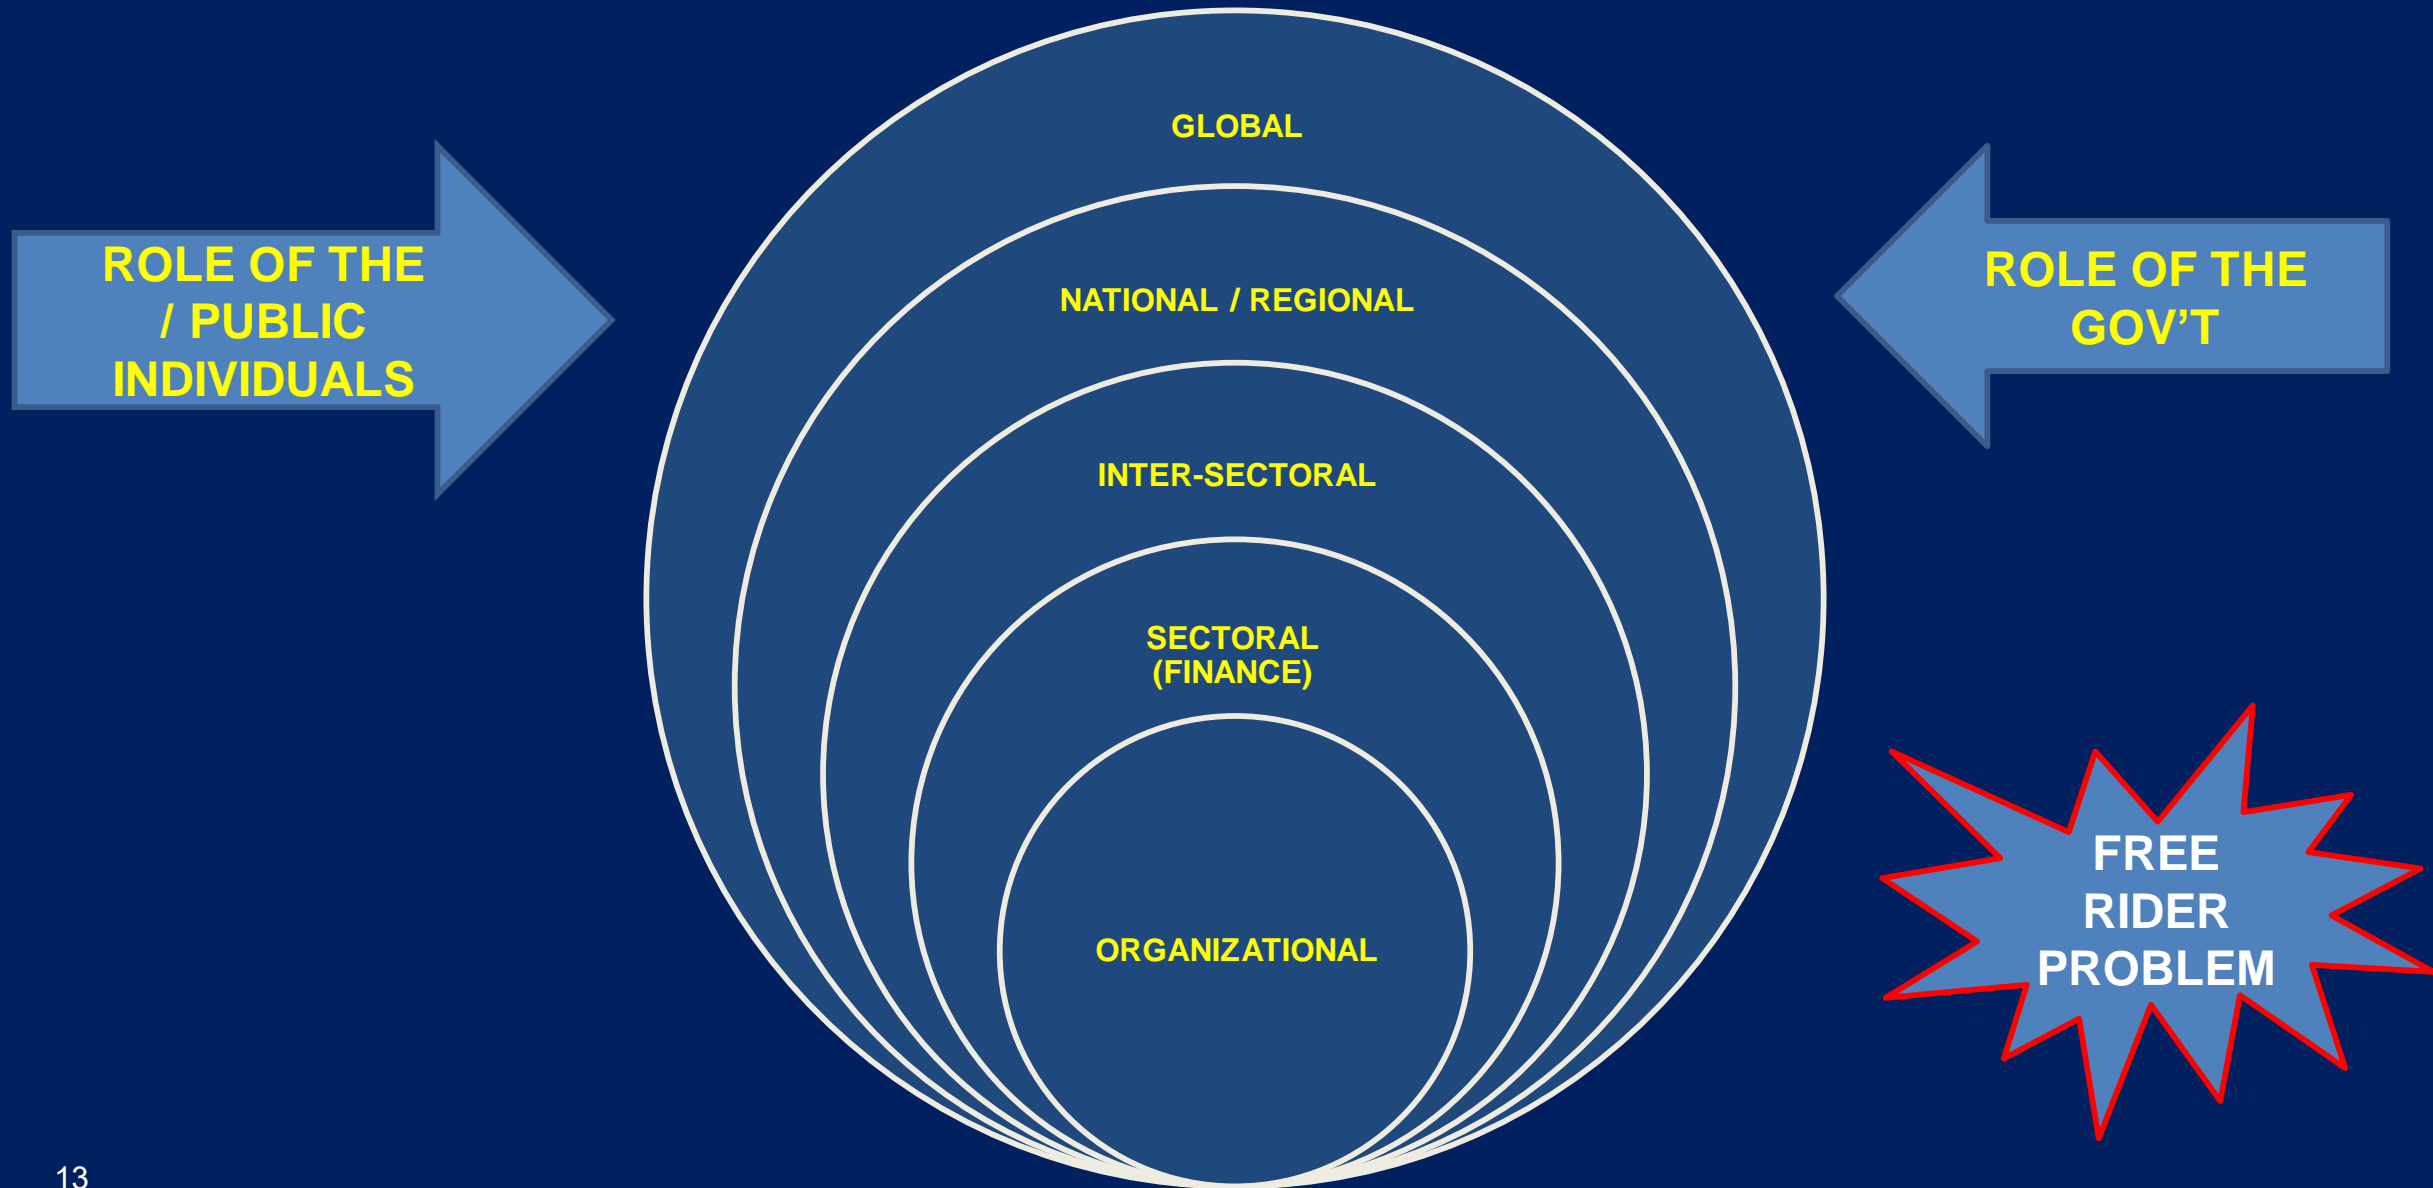 GLOBAL
ROLE OF THE
/ PUBLIC
INDIVIDUALS
NATIONAL / REGIONAL
ROLE OF THE
GOV’T
INTER-SECTORAL
SECTORAL
(FINANCE)
ORGANIZATIONAL
FREE
RIDER
PROBLEM
13